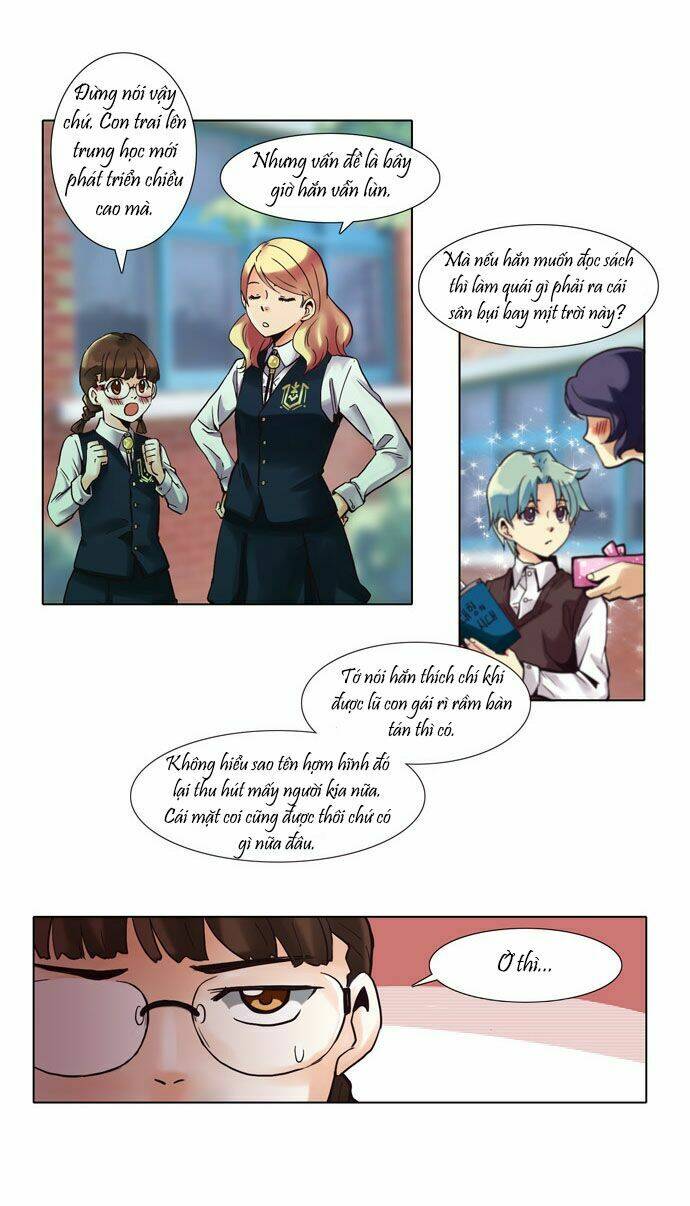 Đừng nói vậy
chứ. Con trai lên
trung học mới
phát triển chiều
cao mà.
Nhưng vấn đề là bây
giờ hắn vẫn lùn.
Mà nếu hắn muốn đọc sách
thì làm quái gì phải ra cái
sân bụi bay mịt trời này?
Tớ nói hắn thích chí khi
được lũ con gái rì rầm bàn
tán thì có.
Không hiểu sao tên hợm hĩnh đó
lại thu hút mấy người kia nữa.
Cái mặt coi cũng được thôi chứ có
gì nữa đâu.
Ờ thì...